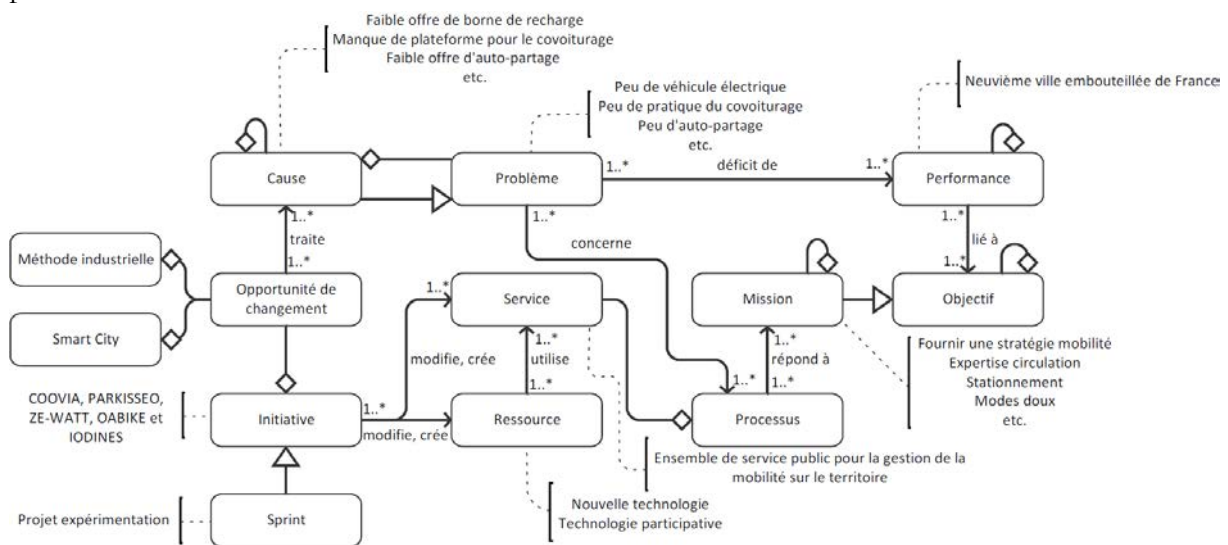 Faible offre de borne de recharge
Manque de plateforme pour le covoiturage
Faible offre d'auto-partage
etc.
Peu de véhicule électrique
Peu de pratique du covoiturage
Peu d'auto-partage
etc.
Neuvième ville embouteillée de France
Cause
Problème
1..*
déficit de
1..*
Performance
1..*
traite
1..*
1..*
concerne
1..*
lié à
1..*
Méthode industrielle
Smart City
Opportunité de
changement
1..*
Service
Mission
Objectif
modifie, crée
1..*
utilise
1..*
1..*
répond à
1..*
1..*
Fournir une stratégie mobilité
Expertise circulation
Stationnement
Modes doux
etc.
COOVIA, PARKISSEO,
ZE-WATT, OABIKE et
IODINES
Initiative
1..*
modifie, crée
Ressource
Processus
Ensemble de service public pour la gestion de la
mobilité sur le territoire
Nouvelle technologie
Technologie participative
Projet expérimentation
Sprint